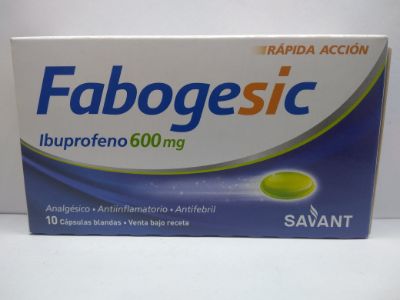 RÁPIDA ACCIÓN
Fabogesic
Ibuprofeno 600 mg
Analgésico • Antiinflamatorio • Antifebril
10 Cápsulas blandas • Venta bajo receta
SAVANT